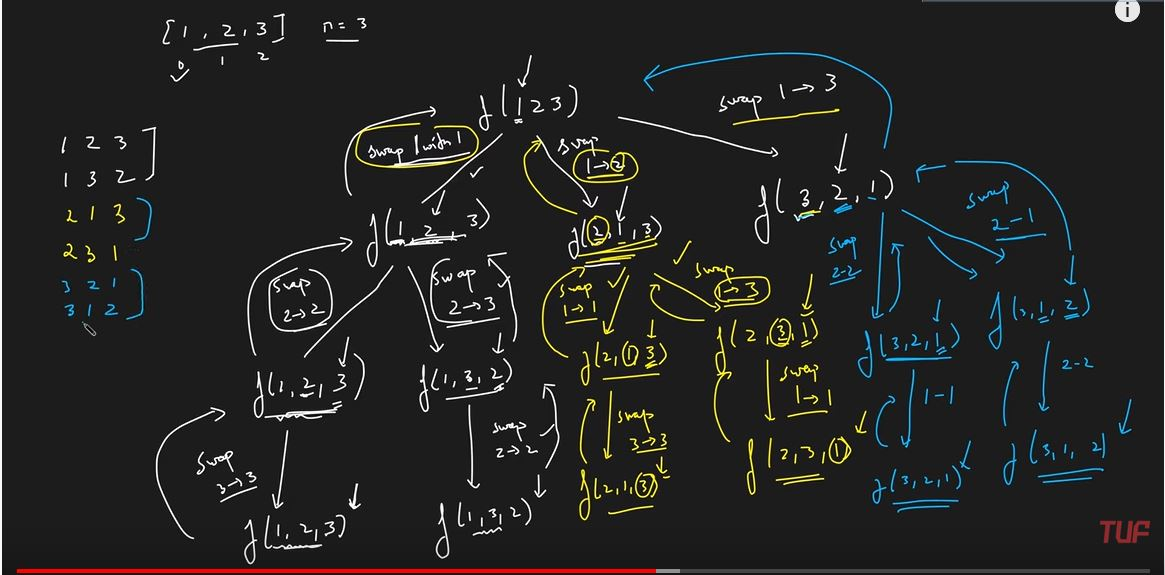 [1, 2, 3] n = 3
0 1 2
f(1 2 3)
swap 1 → 3
swap 1 with 1
swap
1→2
1 2 3
1 3 2
2 1 3
2 3 1
3 2 1
3 1 2
f(1, 2, 3)
f(2, 1, 3)
f(3, 2, 1)
swap
2-1
swap
2→2
swap
2→3
swap
1→1
swap
1→3
swap
2-2
f(1, 2, 3)
f(1, 3, 2)
f(2, 1, 3)
f(2, 3, 1)
f(3, 2, 1)
f(3, 1, 2)
swap
3→3
swap
2→2
swap
3→3
swap
1→1
1-1
2-2
f(1, 2, 3)
f(1, 3, 2)
f(2, 1, 3)
f(2, 3, 1)
f(3, 2, 1)
f(3, 1, 2)
TUF
i